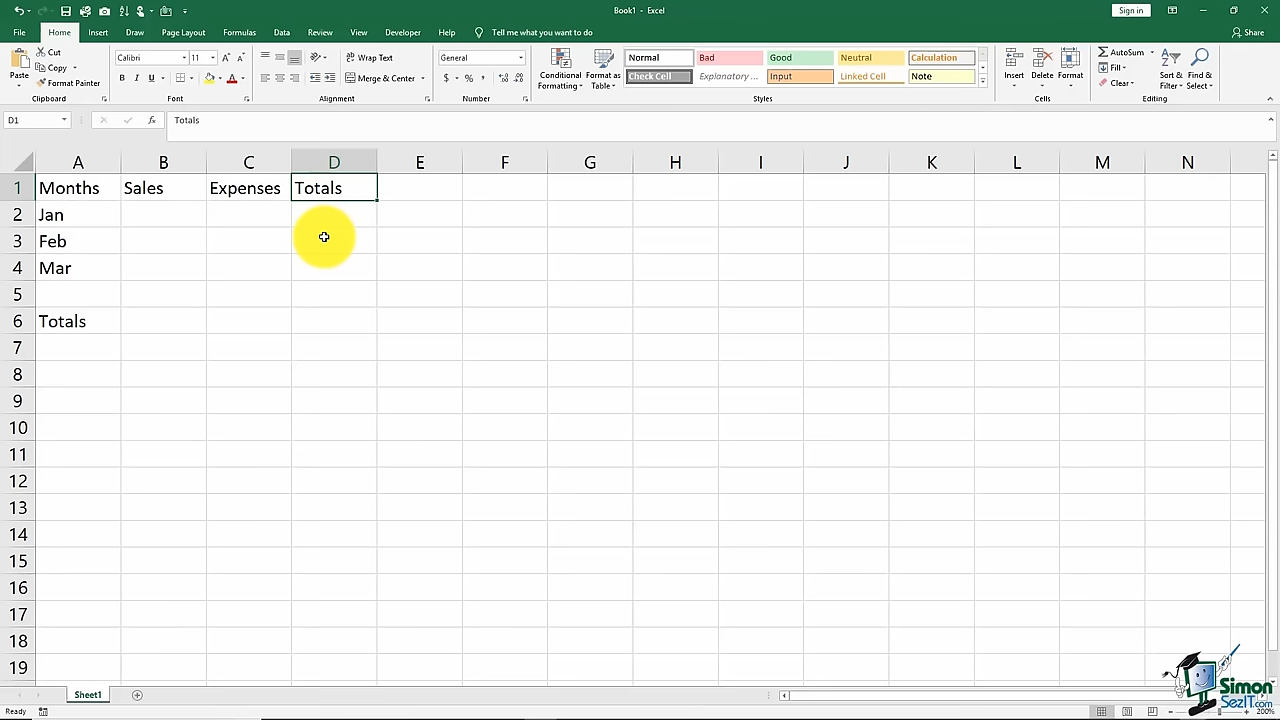 Book1 - Excel
Sign in
File Home Insert Draw Page Layout Formulas Data Review View Developer Help Tell me what you want to do Share
Paste
Cut
Copy
Format Painter
Clipboard
Calibri 11
B I U
Font
Wrap Text
Merge & Center
Alignment
General
$ % ,
Number
Conditional Formatting
Format as Table
Normal Bad Good Neutral Calculation
Check Cell Explanatory ... Input Linked Cell Note
Styles
Insert Delete Format
Cells
AutoSum
Fill
Clear
Sort & Filter
Find & Select
Editing
D1 fx Totals
A B C D E F G H I J K L M N
1 Months Sales Expenses Totals
2 Jan
3 Feb
4 Mar
5
6 Totals
7
8
9
10
11
12
13
14
15
16
17
18
19
Sheet1
Ready
200%
Simon
SezIT.com